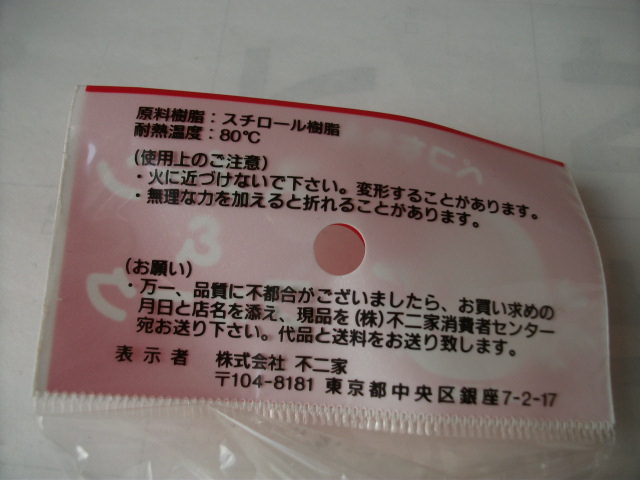 原料樹脂：スチロール樹脂
耐熱温度：80℃
（使用上のご注意）
・火に近づけないで下さい。変形することがあります。
・無理な力を加えると折れることがあります。
（お願い）
・万一、品質に不都合がございましたら、お買い求めの
月日と店名を添え、現品を（株）不二家消費者センター
宛お送り下さい。代品と送料をお送り致します。
表示者 株式会社 不二家
〒104-8181 東京都中央区銀座7-2-17